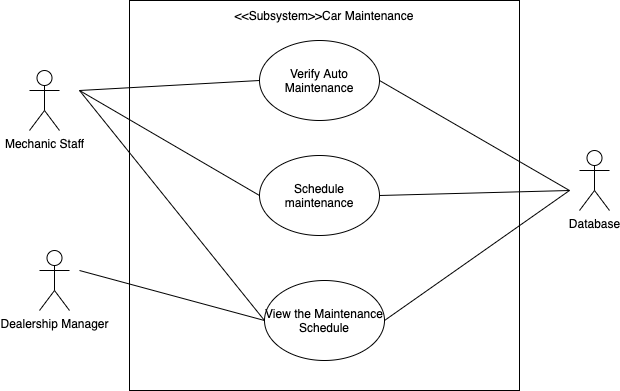 <<Subsystem>>Car Maintenance
Verify Auto
Maintenance
Mechanic Staff
Schedule
maintenance
Database
View the Maintenance
Schedule
Dealership Manager